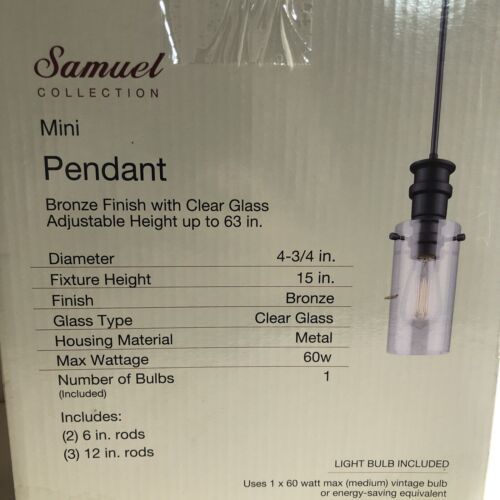 Samuel
COLLECTION
Mini
Pendant
Bronze Finish with Clear Glass
Adjustable Height up to 63 in.
Diameter 4-3/4 in.
Fixture Height 15 in.
Finish Bronze
Glass Type Clear Glass
Housing Material Metal
Max Wattage 60w
Number of Bulbs 1
(Included)
Includes:
(2) 6 in. rods
(3) 12 in. rods
LIGHT BULB INCLUDED
Uses 1 x 60 watt max (medium) vintage bulb
or energy-saving equivalent